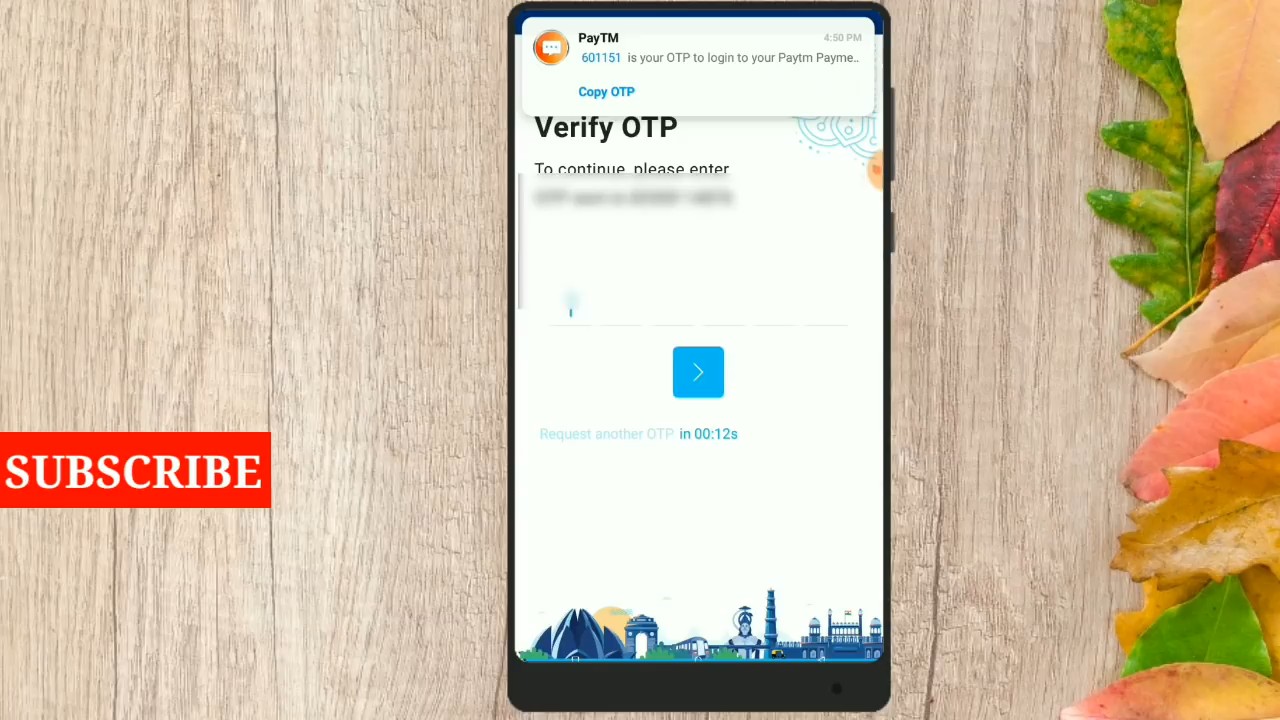 PayTM 4:50 PM
601151 is your OTP to login to your Paytm Payme..
Copy OTP
Verify OTP
To continue, please enter
SUBSCRIBE
Request another OTP in 00:12s